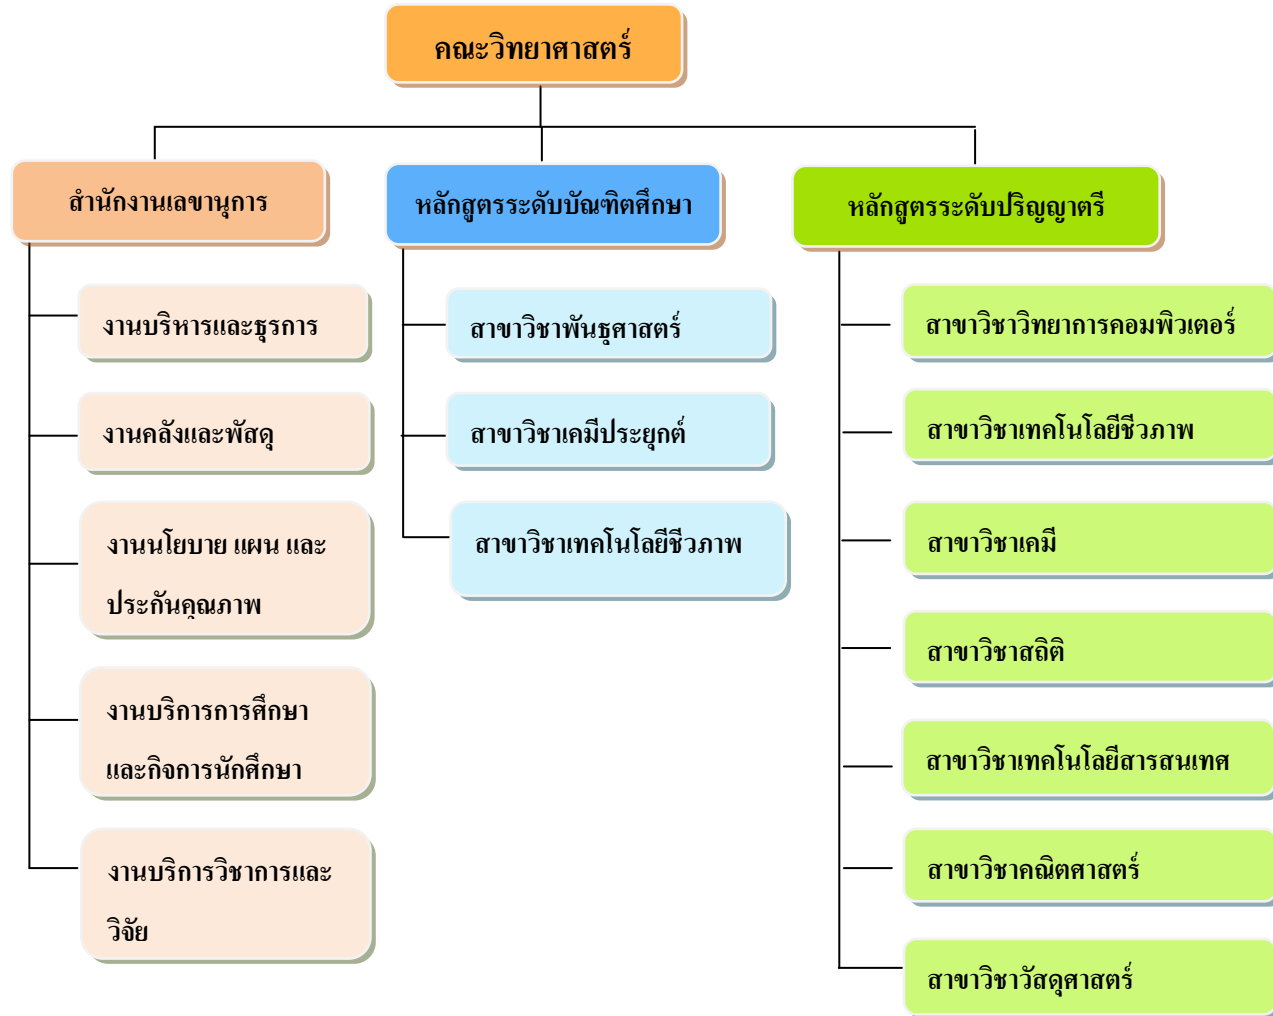 คณะวิทยาศาสตร์
สำนักงานเลขานุการ
งานบริหารและธุรการ
งานคลังและพัสดุ
งานนโยบาย แผน และ
ประกันคุณภาพ
งานบริการการศึกษา
และกิจการนักศึกษา
งานบริการวิชาการและ
วิจัย
หลักสูตรระดับบัณฑิตศึกษา
สาขาวิชาพันธุศาสตร์
สาขาวิชาเคมีประยุกต์
สาขาวิชาเทคโนโลยีชีวภาพ
หลักสูตรระดับปริญญาตรี
สาขาวิชาวิทยาการคอมพิวเตอร์
สาขาวิชาเทคโนโลยีชีวภาพ
สาขาวิชาเคมี
สาขาวิชาสถิติ
สาขาวิชาเทคโนโลยีสารสนเทศ
สาขาวิชาคณิตศาสตร์
สาขาวิชาวัสดุศาสตร์